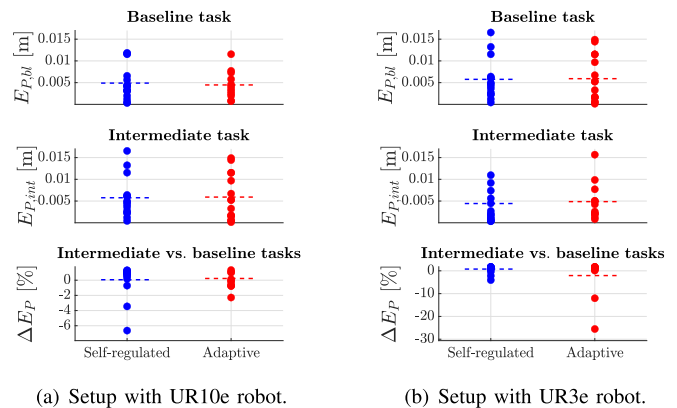 Baseline task
0.015
0.01
0.005
E_{P,bl} [m]
Intermediate task
0.015
0.01
0.005
E_{P,int} [m]
Intermediate vs. baseline tasks
0
-2
-4
-6
ΔE_P [%]
Self-regulated Adaptive
(a) Setup with UR10e robot.
Baseline task
0.015
0.01
0.005
E_{P,bl} [m]
Intermediate task
0.015
0.01
0.005
E_{P,int} [m]
Intermediate vs. baseline tasks
0
-10
-20
-30
ΔE_P [%]
Self-regulated Adaptive
(b) Setup with UR3e robot.